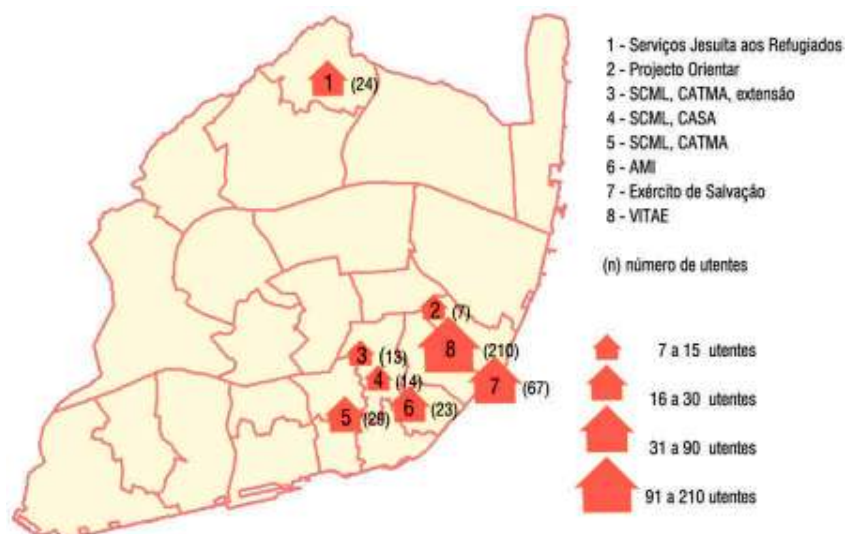 1 - Serviços Jesuíta aos Refugiados
2 - Projecto Orientar
3 - SCML, CATMA, extensão
4 - SCML, CASA
5 - SCML, CATMA
6 - AMI
7 - Exército de Salvação
8 - VITAE
(n) número de utentes
7 a 15 utentes
16 a 30 utentes
31 a 90 utentes
91 a 210 utentes
1 (24)
2 (7)
8 (210)
3 (13)
4 (14)
7 (67)
6 (23)
5